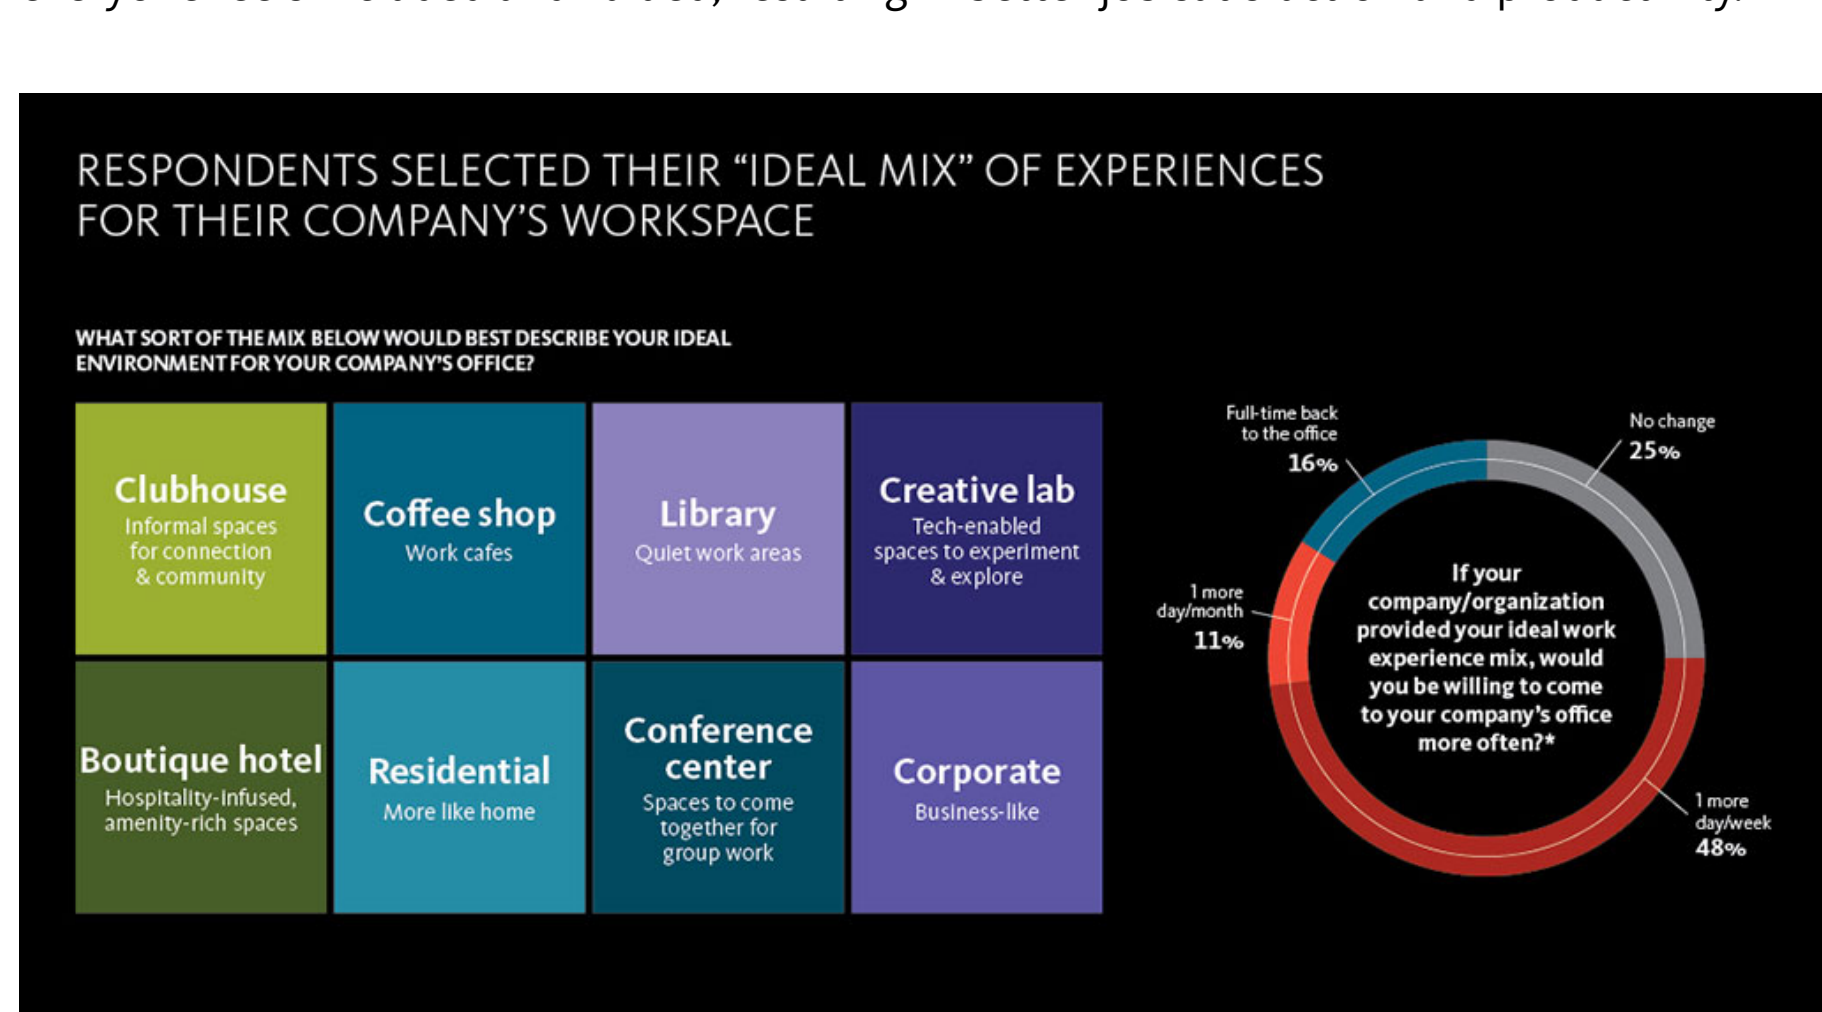 RESPONDENTS SELECTED THEIR “IDEAL MIX” OF EXPERIENCES
FOR THEIR COMPANY’S WORKSPACE
WHAT SORT OF THE MIX BELOW WOULD BEST DESCRIBE YOUR IDEAL
ENVIRONMENT FOR YOUR COMPANY’S OFFICE?
Clubhouse
Informal spaces
for connection
& community
Coffee shop
Work cafes
Library
Quiet work areas
Creative lab
Tech-enabled
spaces to experiment
& explore
Boutique hotel
Hospitality-infused,
amenity-rich spaces
Residential
More like home
Conference
center
Spaces to come
together for
group work
Corporate
Business-like
Full-time back
to the office
16%
No change
25%
1 more
day/month
11%
If your
company/organization
provided your ideal work
experience mix, would
you be willing to come
to your company’s office
more often?*
1 more
day/week
48%